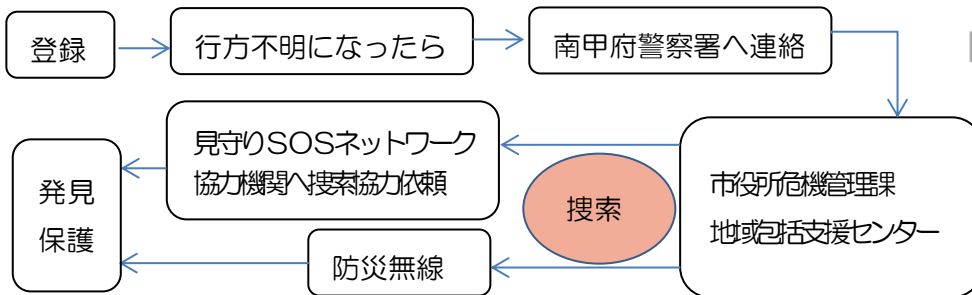 登録
行方不明になったら
南甲府警察署へ連絡
市役所危機管理課
地域包括支援センター
捜索
見守りSOSネットワーク
協力機関へ捜索協力依頼
防災無線
発見
保護